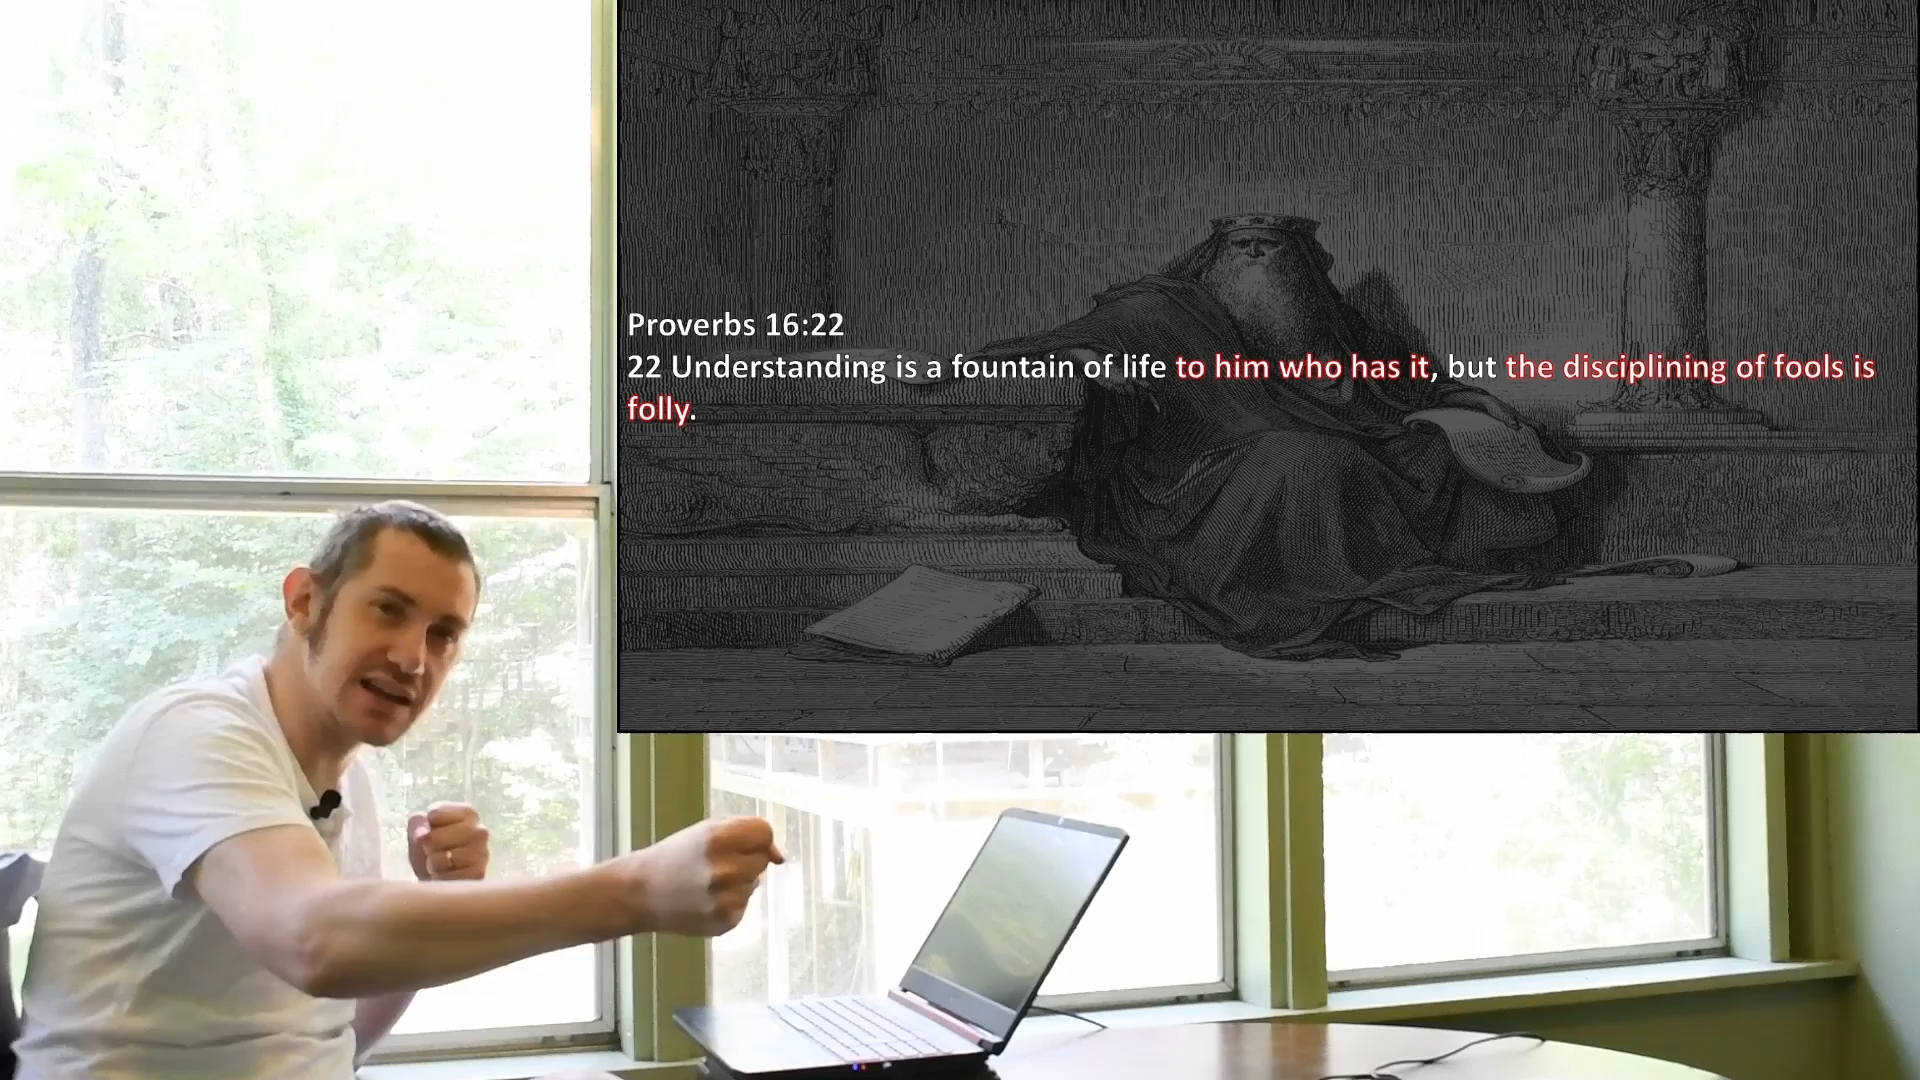 Proverbs 16:22
22 Understanding is a fountain of life to him who has it, but the disciplining of fools is
folly.